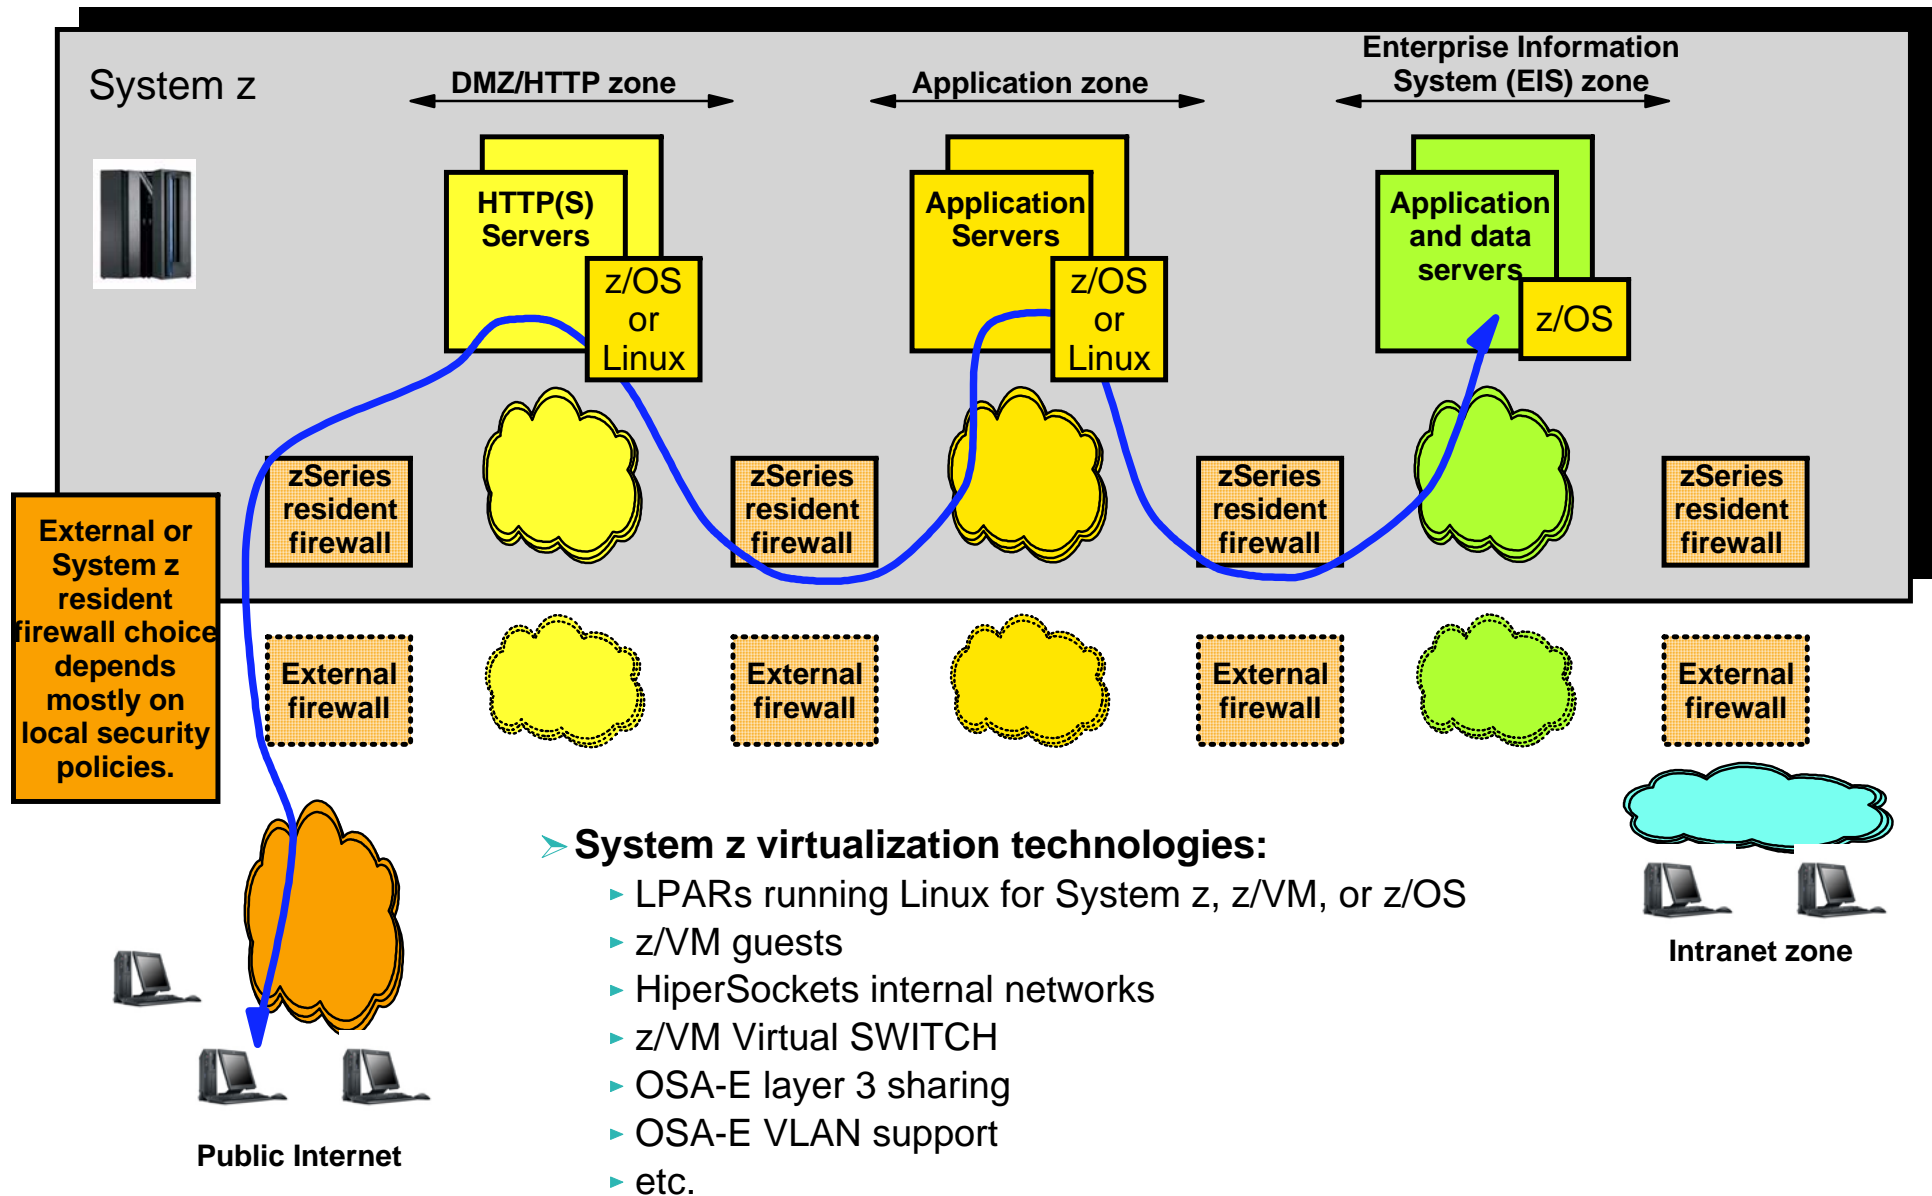 System z
DMZ/HTTP zone
Application zone
Enterprise Information
System (EIS) zone
HTTP(S)
Servers
z/OS
or
Linux
Application
Servers
z/OS
or
Linux
Application
and data
servers
z/OS
zSeries
resident
firewall
zSeries
resident
firewall
zSeries
resident
firewall
zSeries
resident
firewall
External or
System z
resident
firewall choice
depends
mostly on
local security
policies.
External
firewall
External
firewall
External
firewall
External
firewall
System z virtualization technologies:
LPARs running Linux for System z, z/VM, or z/OS
z/VM guests
HiperSockets internal networks
z/VM Virtual SWITCH
OSA-E layer 3 sharing
OSA-E VLAN support
etc.
Intranet zone
Public Internet